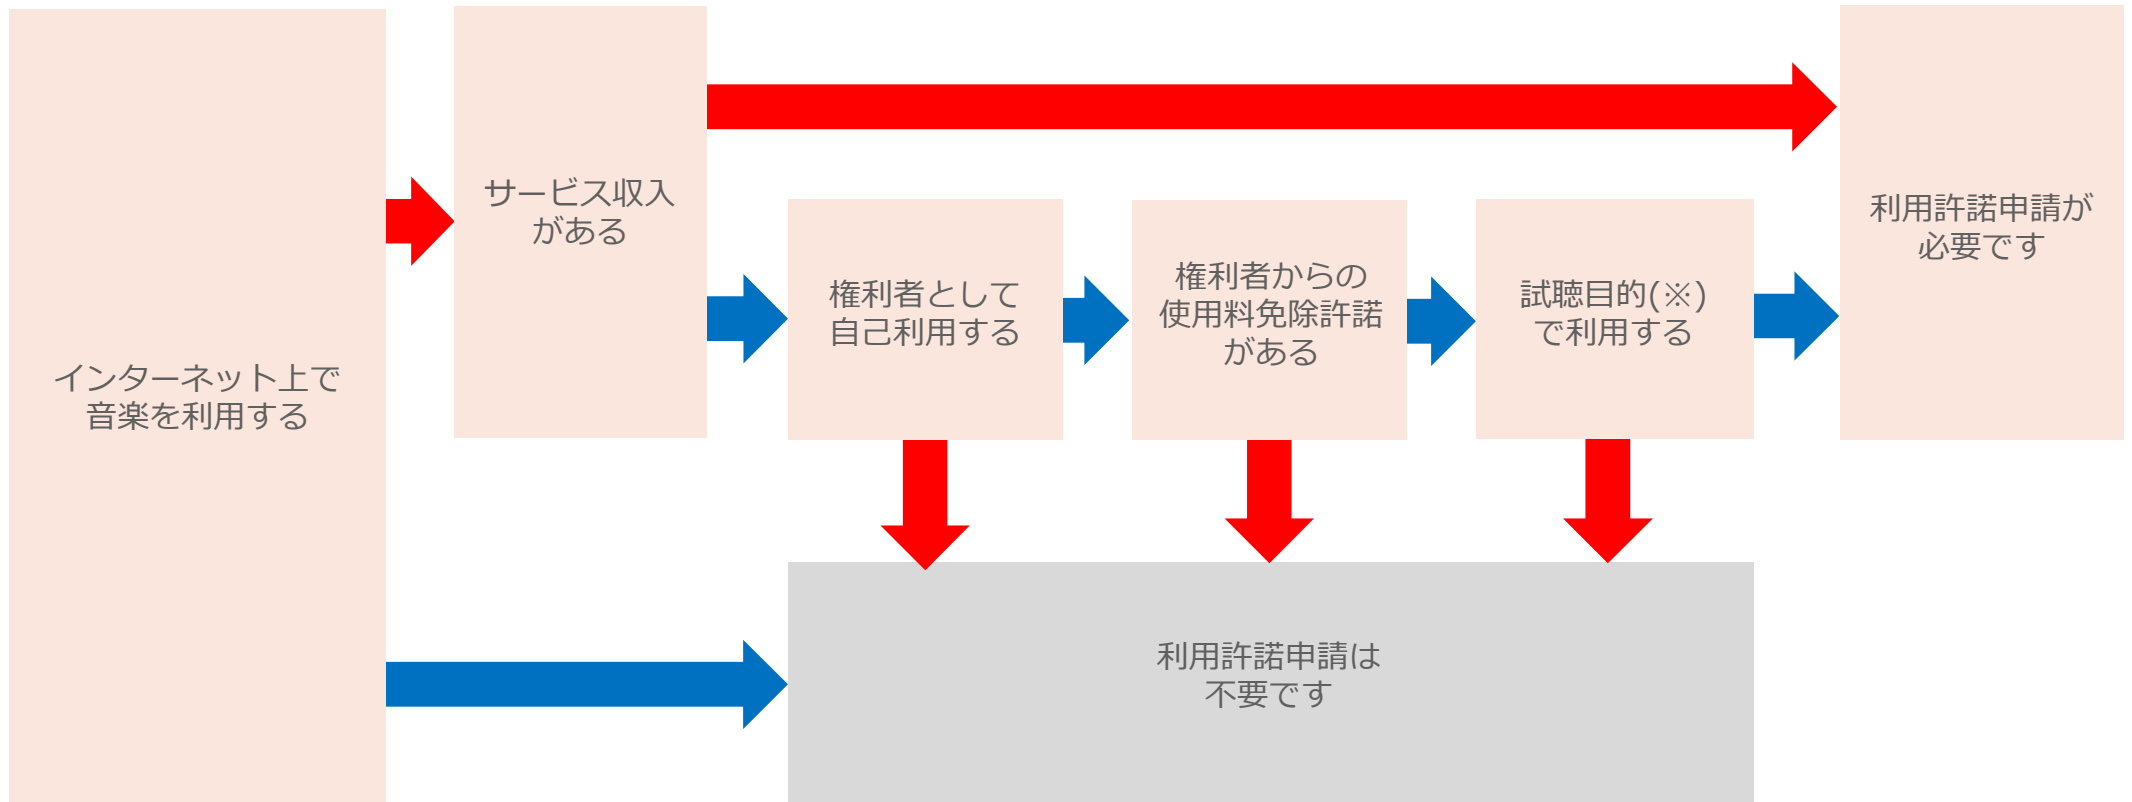 インターネット上で
音楽を利用する
サービス収入
がある
権利者として
自己利用する
権利者からの
使用料免除許諾
がある
試聴目的(※)
で利用する
利用許諾申請が
必要です
利用許諾申請は
不要です